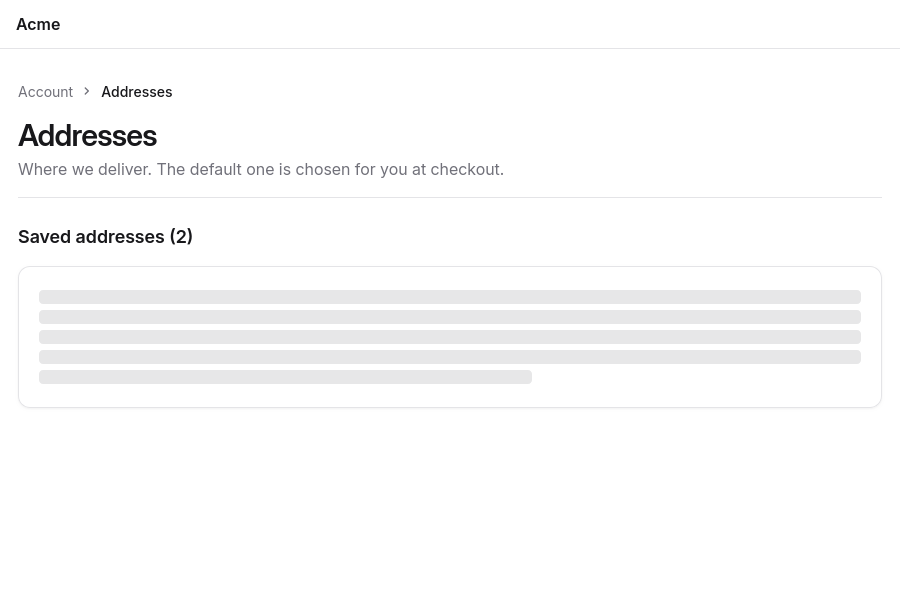 Acme
Account > Addresses
Addresses
Where we deliver. The default one is chosen for you at checkout.
Saved addresses (2)